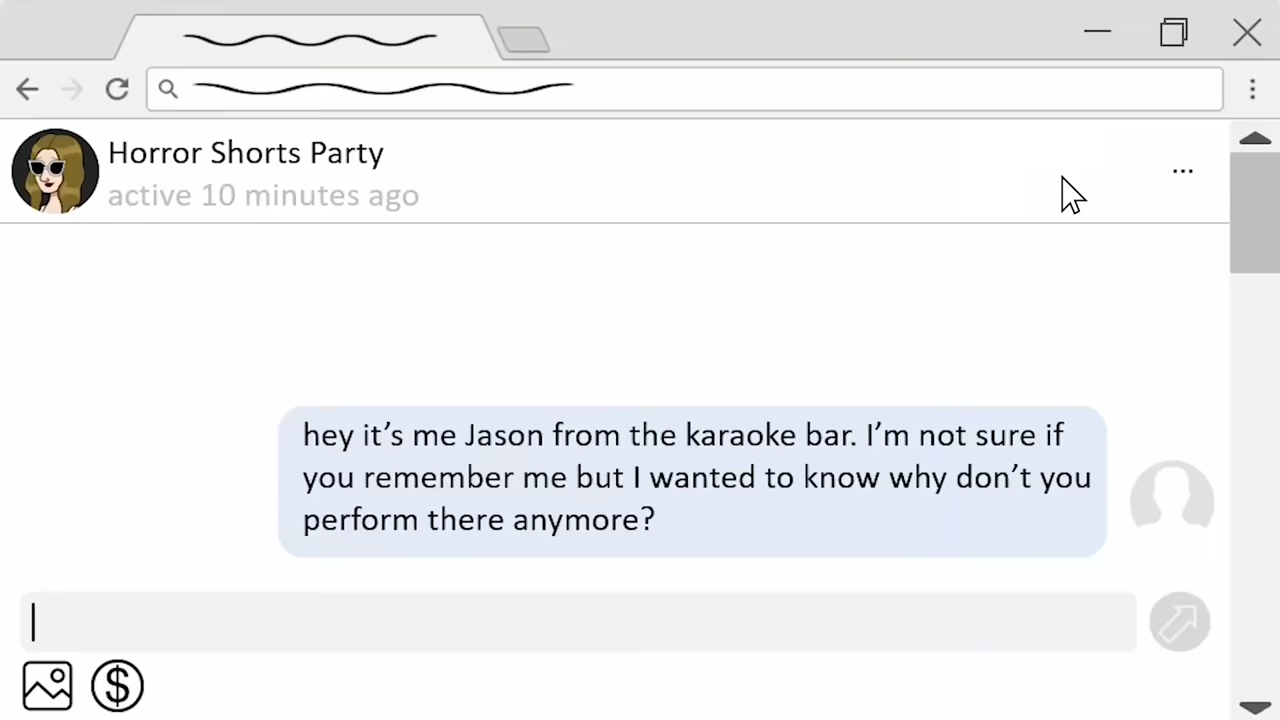 Horror Shorts Party
active 10 minutes ago
...
hey it’s me Jason from the karaoke bar. I’m not sure if
you remember me but I wanted to know why don’t you
perform there anymore?
$